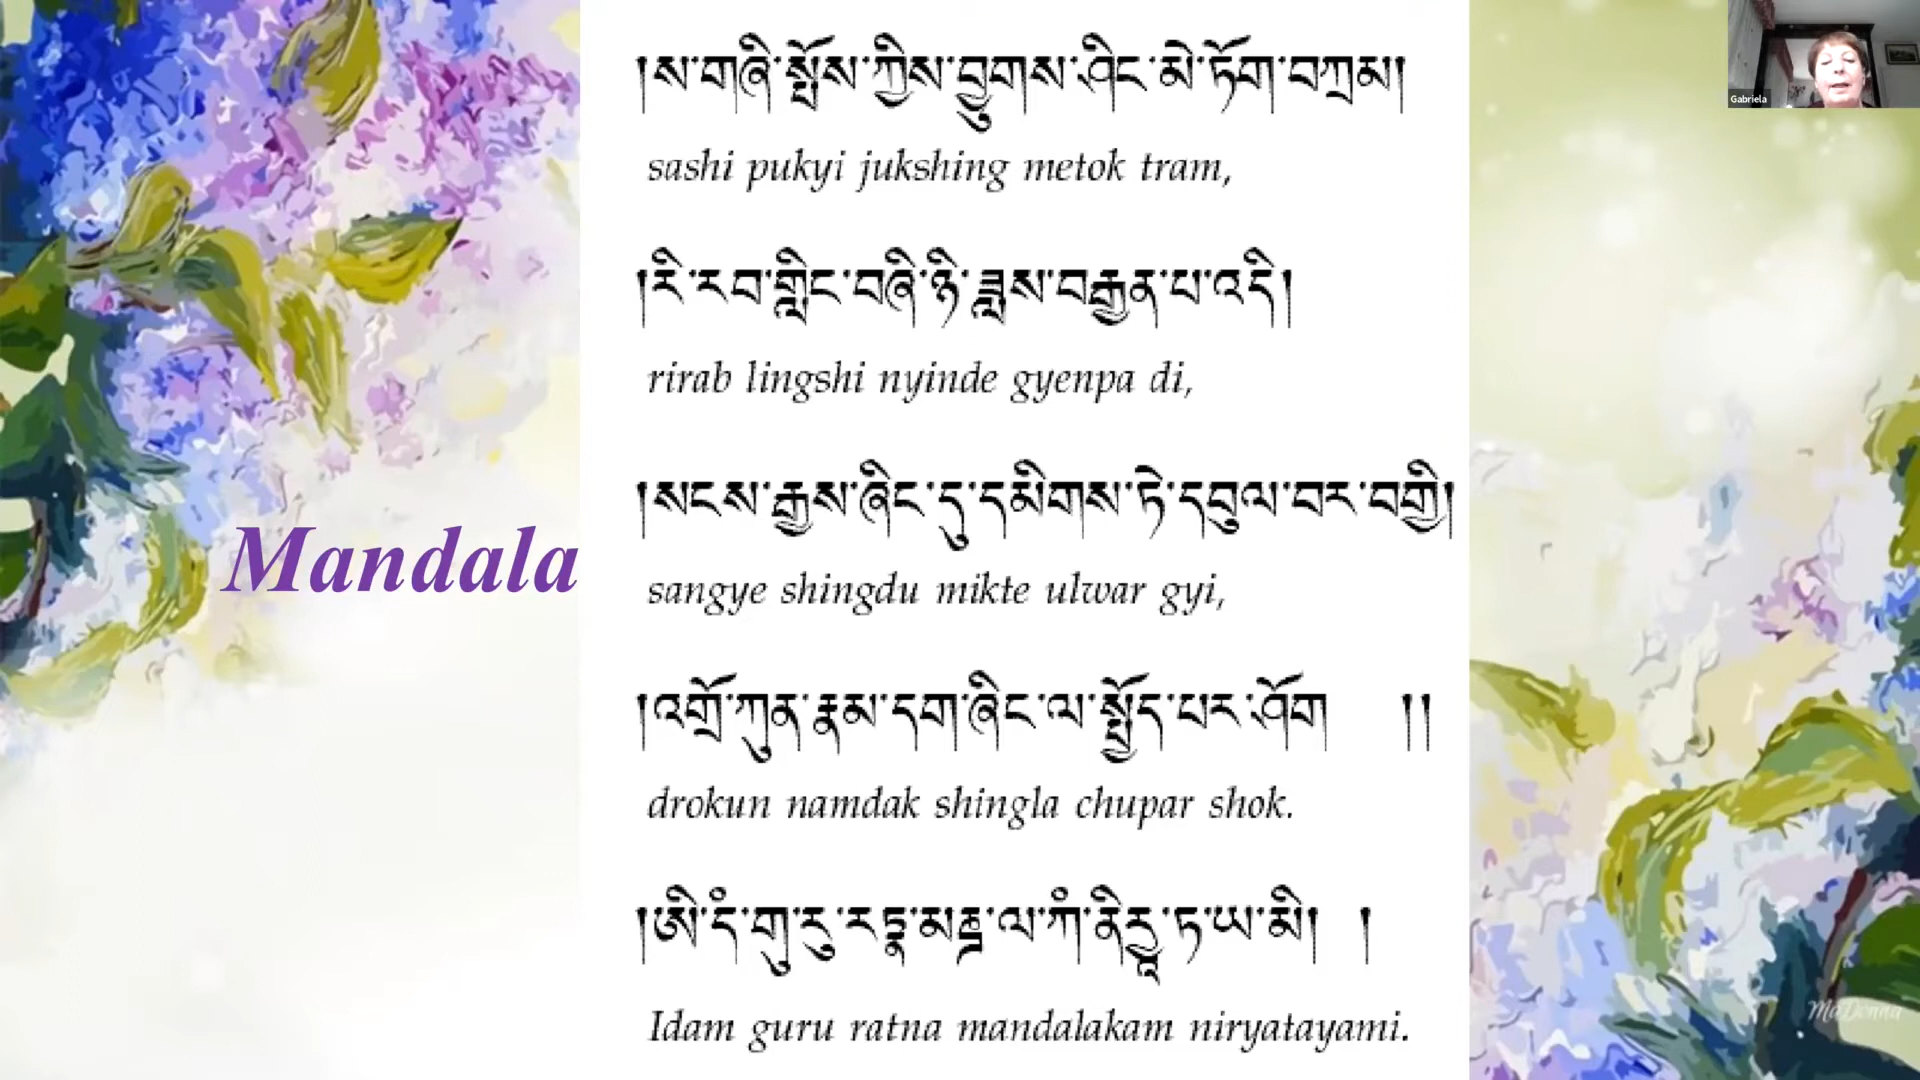 །ས་གཞི་སྤོས་ཀྱིས་བྱུགས་ཤིང་མེ་ཏོག་བཀྲམ།
sashi pukyi jukshing metok tram,
།རི་རབ་གླིང་བཞི་ཉི་ཟླས་བརྒྱན་པ་འདི།
rirab lingshi nyinde gyenpa di,
།སངས་རྒྱས་ཞིང་དུ་དམིགས་ཏེ་དབུལ་བར་བགྱི།
sangye shingdu mikte ulwar gyi,
Mandala
།འགྲོ་ཀུན་རྣམ་དག་ཞིང་ལ་སྤྱོད་པར་ཤོག །།
drokun namdak shingla chupar shok.
།ཨི་དཾ་གུ་རུ་རཏྣ་མཎྜ་ལ་ཀཾ་ནིརྻཱ་ཏ་ཡ་མི། །
Idam guru ratna mandalakam niryatayami.
Gabriela
MaDonna